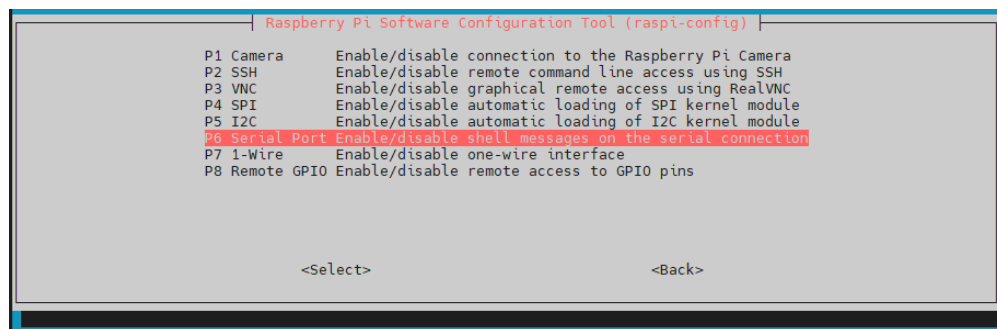 Raspberry Pi Software Configuration Tool (raspi-config)
P1 Camera Enable/disable connection to the Raspberry Pi Camera
P2 SSH Enable/disable remote command line access using SSH
P3 VNC Enable/disable graphical remote access using RealVNC
P4 SPI Enable/disable automatic loading of SPI kernel module
P5 I2C Enable/disable automatic loading of I2C kernel module
P6 Serial Port Enable/disable shell messages on the serial connection
P7 1-Wire Enable/disable one-wire interface
P8 Remote GPIO Enable/disable remote access to GPIO pins
<Select> <Back>